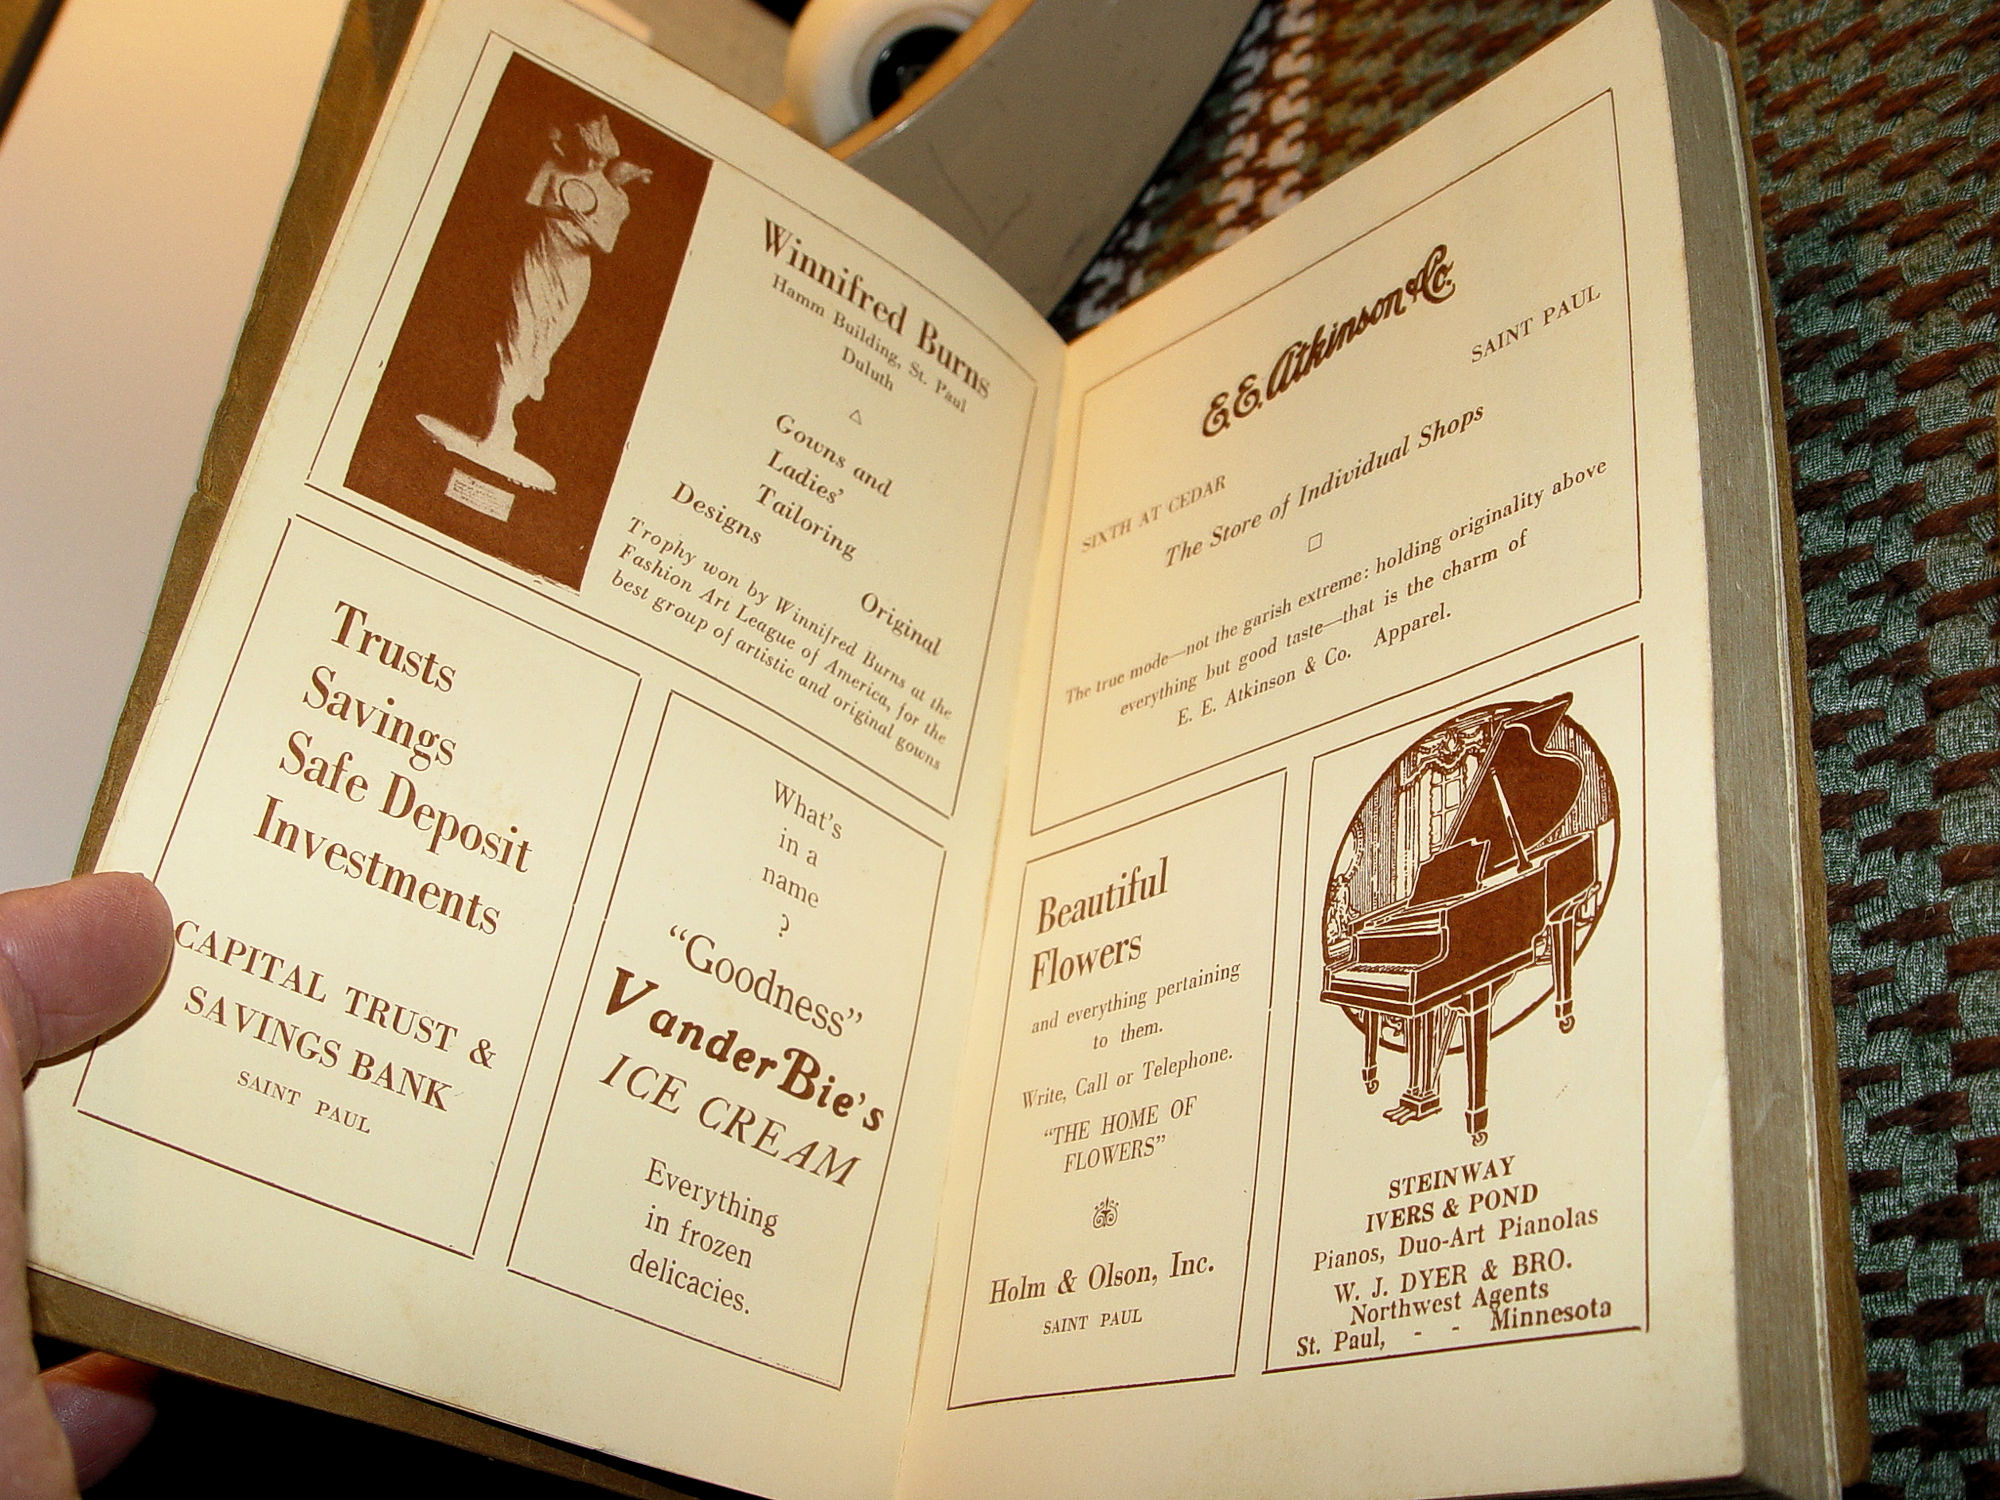 Winnifred Burns
Hamm Building, St. Paul
Duluth
Gowns and
Ladies'
Tailoring
Original
Designs
Trophy won by Winnifred Burns at the
Fashion Art League of America, for the
best group of artistic and original gowns
Trusts
Savings
Safe Deposit
Investments
CAPITAL TRUST &
SAVINGS BANK
SAINT PAUL
What's
in a
name
?
"Goodness"
VanderBie's
ICE CREAM
Everything
in frozen
delicacies.
E. E. Atkinson & Co.
SIXTH AT CEDAR SAINT PAUL
The Store of Individual Shops
The true mode—not the garish extreme: holding originality above
everything but good taste—that is the charm of
E. E. Atkinson & Co. Apparel.
Beautiful
Flowers
and everything pertaining
to them.
Write, Call or Telephone.
"THE HOME OF
FLOWERS"
Holm & Olson, Inc.
SAINT PAUL
STEINWAY
IVERS & POND
Pianos, Duo-Art Pianolas
W. J. DYER & BRO.
Northwest Agents
St. Paul, - - Minnesota